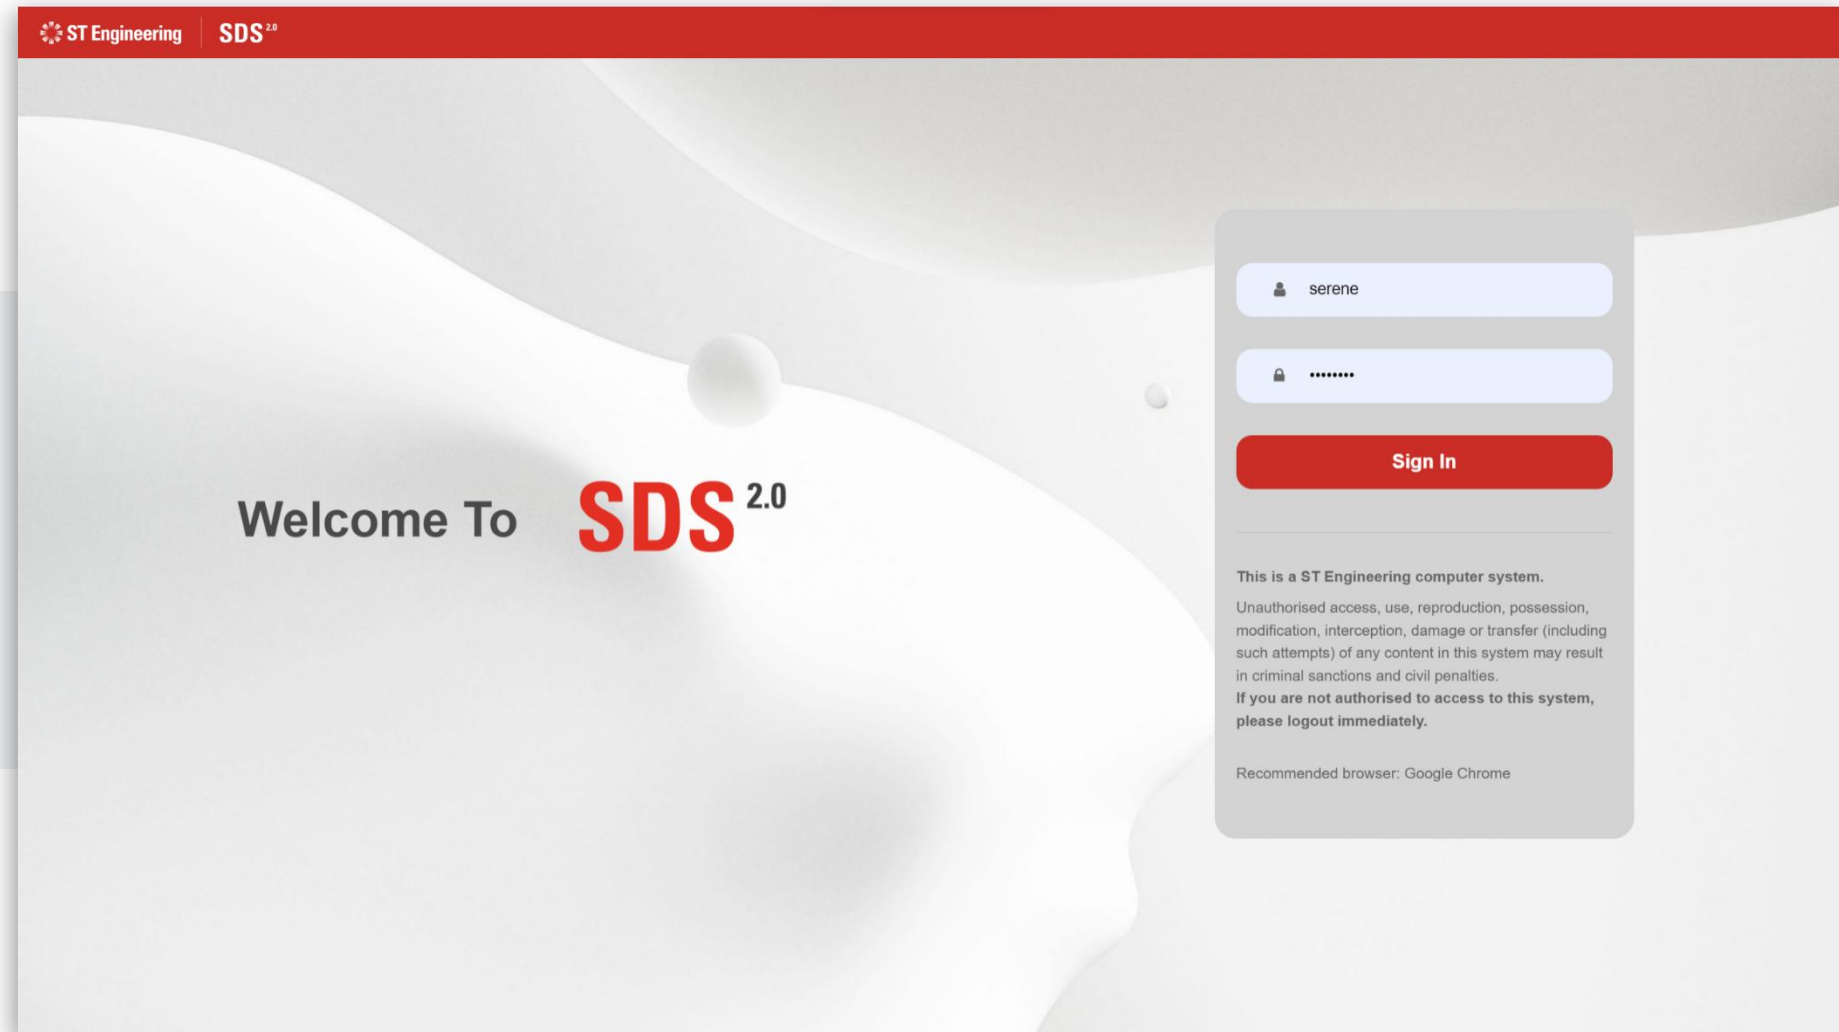 ST Engineering
SDS 2.0
serene
••••••••
Sign In
Welcome To SDS 2.0
This is a ST Engineering computer system.
Unauthorised access, use, reproduction, possession,
modification, interception, damage or transfer (including
such attempts) of any content in this system may result
in criminal sanctions and civil penalties.
If you are not authorised to access to this system,
please logout immediately.
Recommended browser: Google Chrome